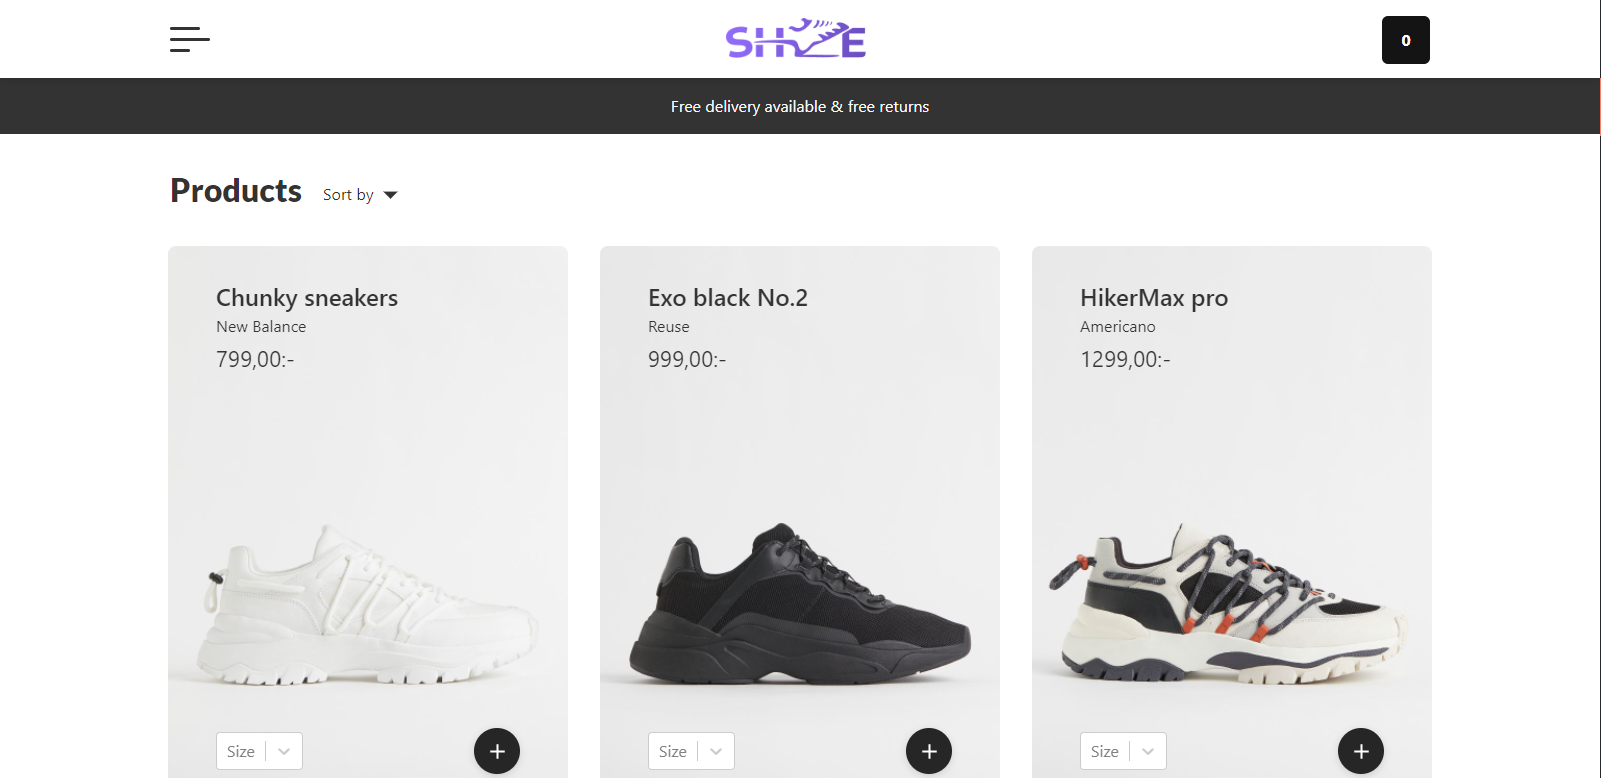 SHOE
0
Free delivery available & free returns
Products
Sort by
Chunky sneakers
New Balance
799,00:-
Exo black No.2
Reuse
999,00:-
HikerMax pro
Americano
1299,00:-
Size
Size
Size